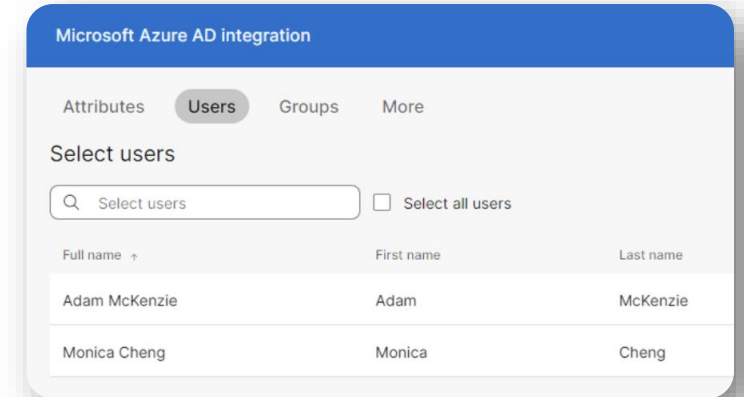 Microsoft Azure AD integration
Attributes Users Groups More
Select users
Select users Select all users
Full name ↑ First name Last name
Adam McKenzie Adam McKenzie
Monica Cheng Monica Cheng